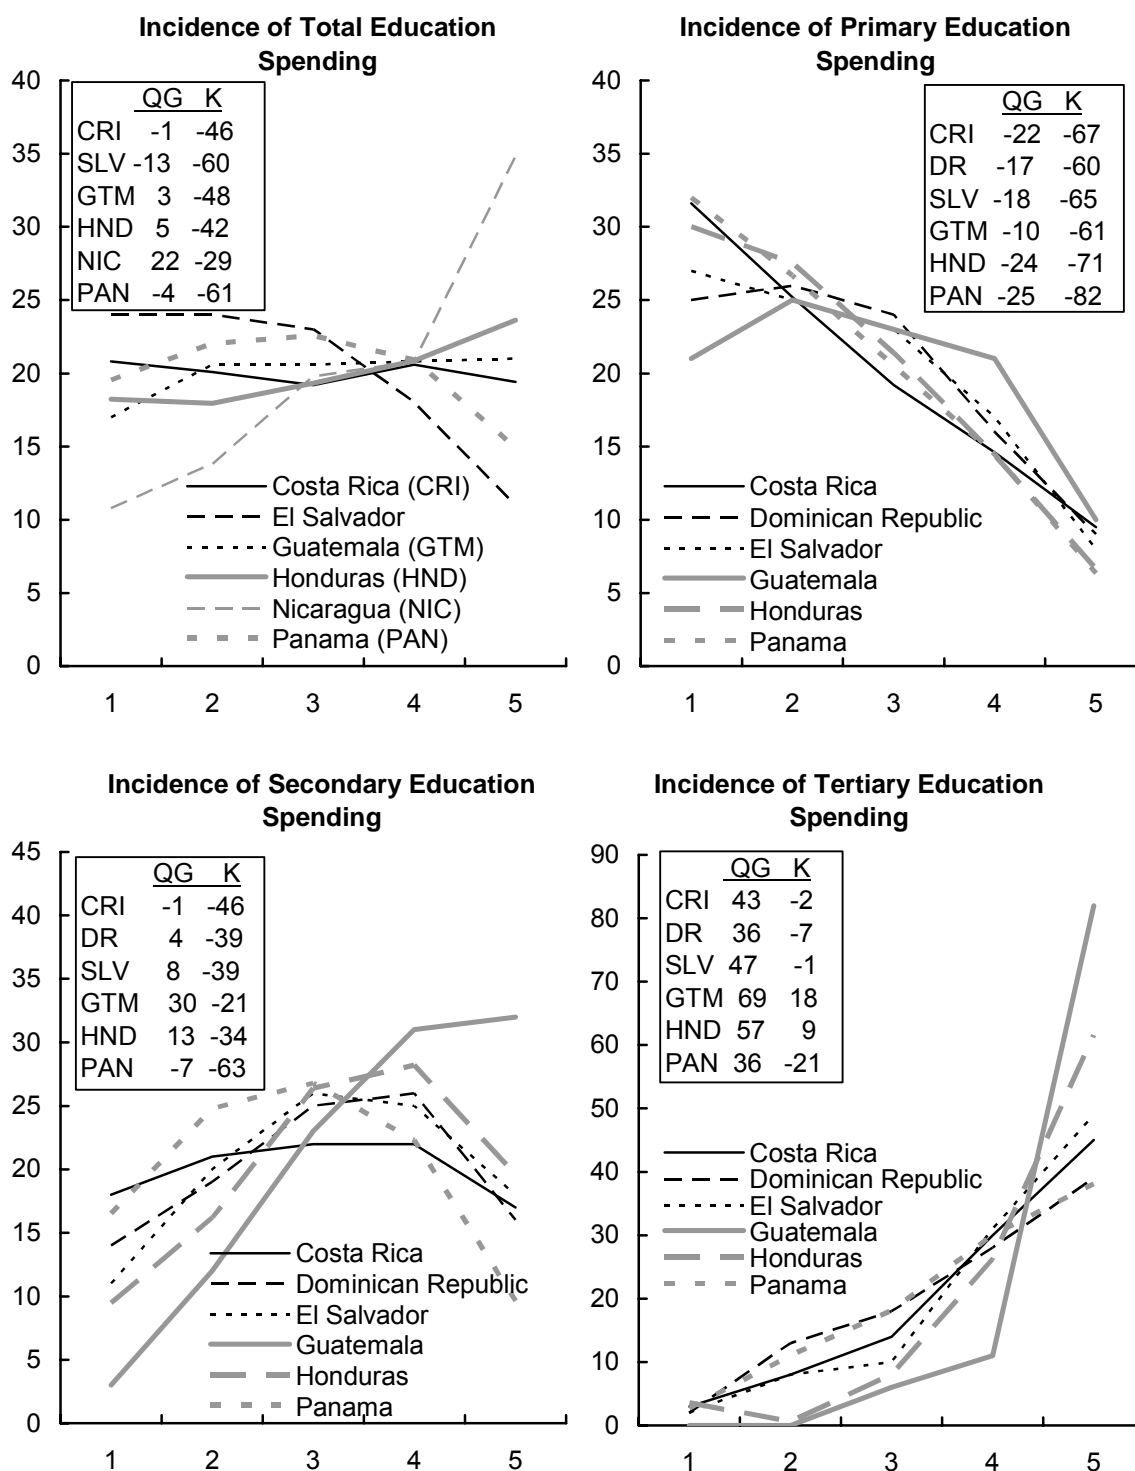 Incidence of Total Education
Spending
40
35
30
25
20
15
10
5
0
QG K
CRI -1 -46
SLV -13 -60
GTM 3 -48
HND 5 -42
NIC 22 -29
PAN -4 -61
Costa Rica (CRI)
El Salvador
Guatemala (GTM)
Honduras (HND)
Nicaragua (NIC)
Panama (PAN)
1 2 3 4 5
Incidence of Primary Education
Spending
40
35
30
25
20
15
10
5
0
QG K
CRI -22 -67
DR -17 -60
SLV -18 -65
GTM -10 -61
HND -24 -71
PAN -25 -82
Costa Rica
Dominican Republic
El Salvador
Guatemala
Honduras
Panama
1 2 3 4 5
Incidence of Secondary Education
Spending
45
40
35
30
25
20
15
10
5
0
QG K
CRI -1 -46
DR 4 -39
SLV 8 -39
GTM 30 -21
HND 13 -34
PAN -7 -63
Costa Rica
Dominican Republic
El Salvador
Guatemala
Honduras
Panama
1 2 3 4 5
Incidence of Tertiary Education
Spending
90
80
70
60
50
40
30
20
10
0
QG K
CRI 43 -2
DR 36 -7
SLV 47 -1
GTM 69 18
HND 57 9
PAN 36 -21
Costa Rica
Dominican Republic
El Salvador
Guatemala
Honduras
Panama
1 2 3 4 5